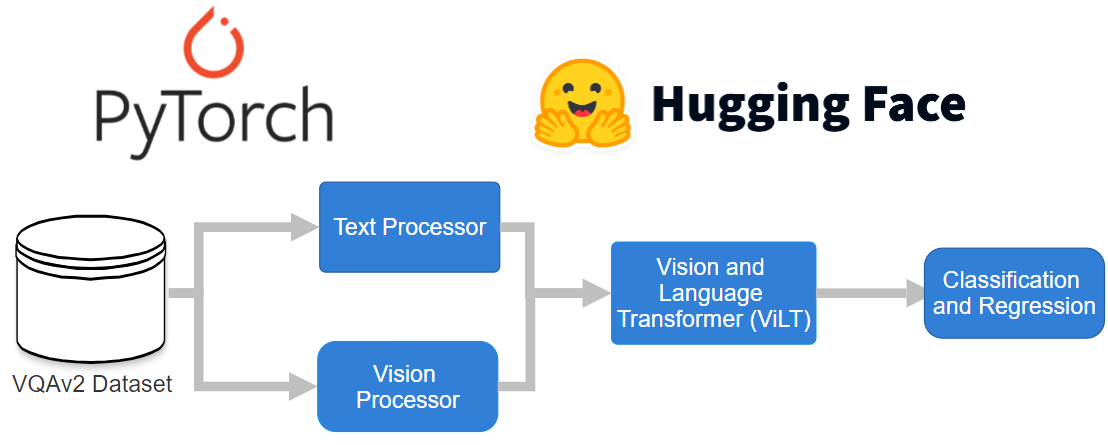 PyTorch
Hugging Face
Text Processor
VQAv2 Dataset
Vision
Processor
Vision and
Language
Transformer (ViLT)
Classification
and Regression